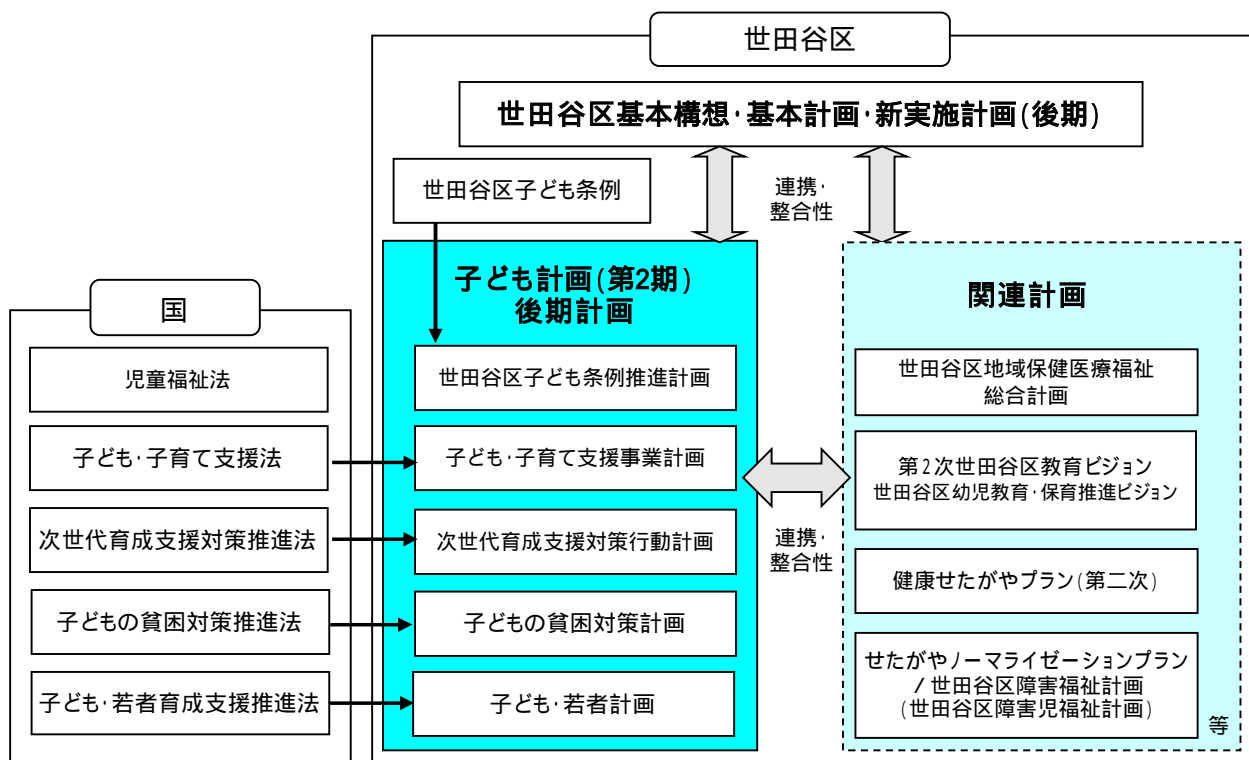 世田谷区
世田谷区基本構想･基本計画･新実施計画(後期)
世田谷区子ども条例
連携･
整合性
子ども計画(第2期)
後期計画
世田谷区子ども条例推進計画
子ども･子育て支援事業計画
次世代育成支援対策行動計画
子どもの貧困対策計画
子ども･若者計画
国
児童福祉法
子ども･子育て支援法
次世代育成支援対策推進法
子どもの貧困対策推進法
子ども･若者育成支援推進法
連携･
整合性
関連計画
世田谷区地域保健医療福祉
総合計画
第2次世田谷区教育ビジョン
世田谷区幼児教育･保育推進ビジョン
健康せたがやプラン(第二次)
せたがやノーマライゼーションプラン
/世田谷区障害福祉計画
(世田谷区障害児福祉計画)
等